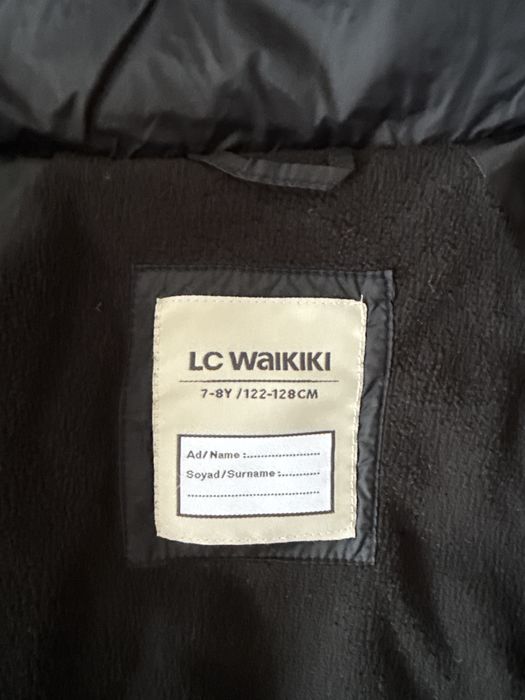 LC WaIKIKI
7-8Y /122-128CM
Ad/ Name :......................
Soyad/Surname :...........
.......................................